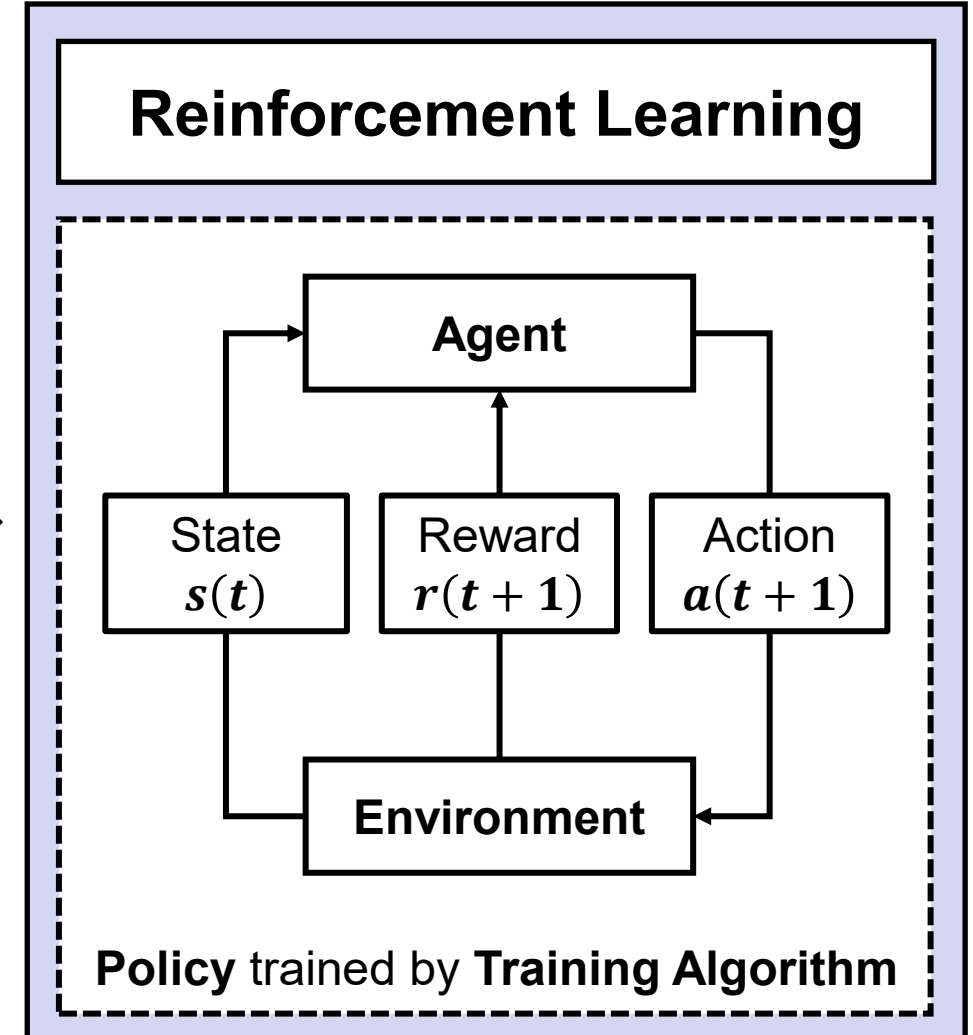 Reinforcement Learning
Agent
State
s(t)
Reward
r(t + 1)
Action
a(t + 1)
Environment
Policy trained by Training Algorithm